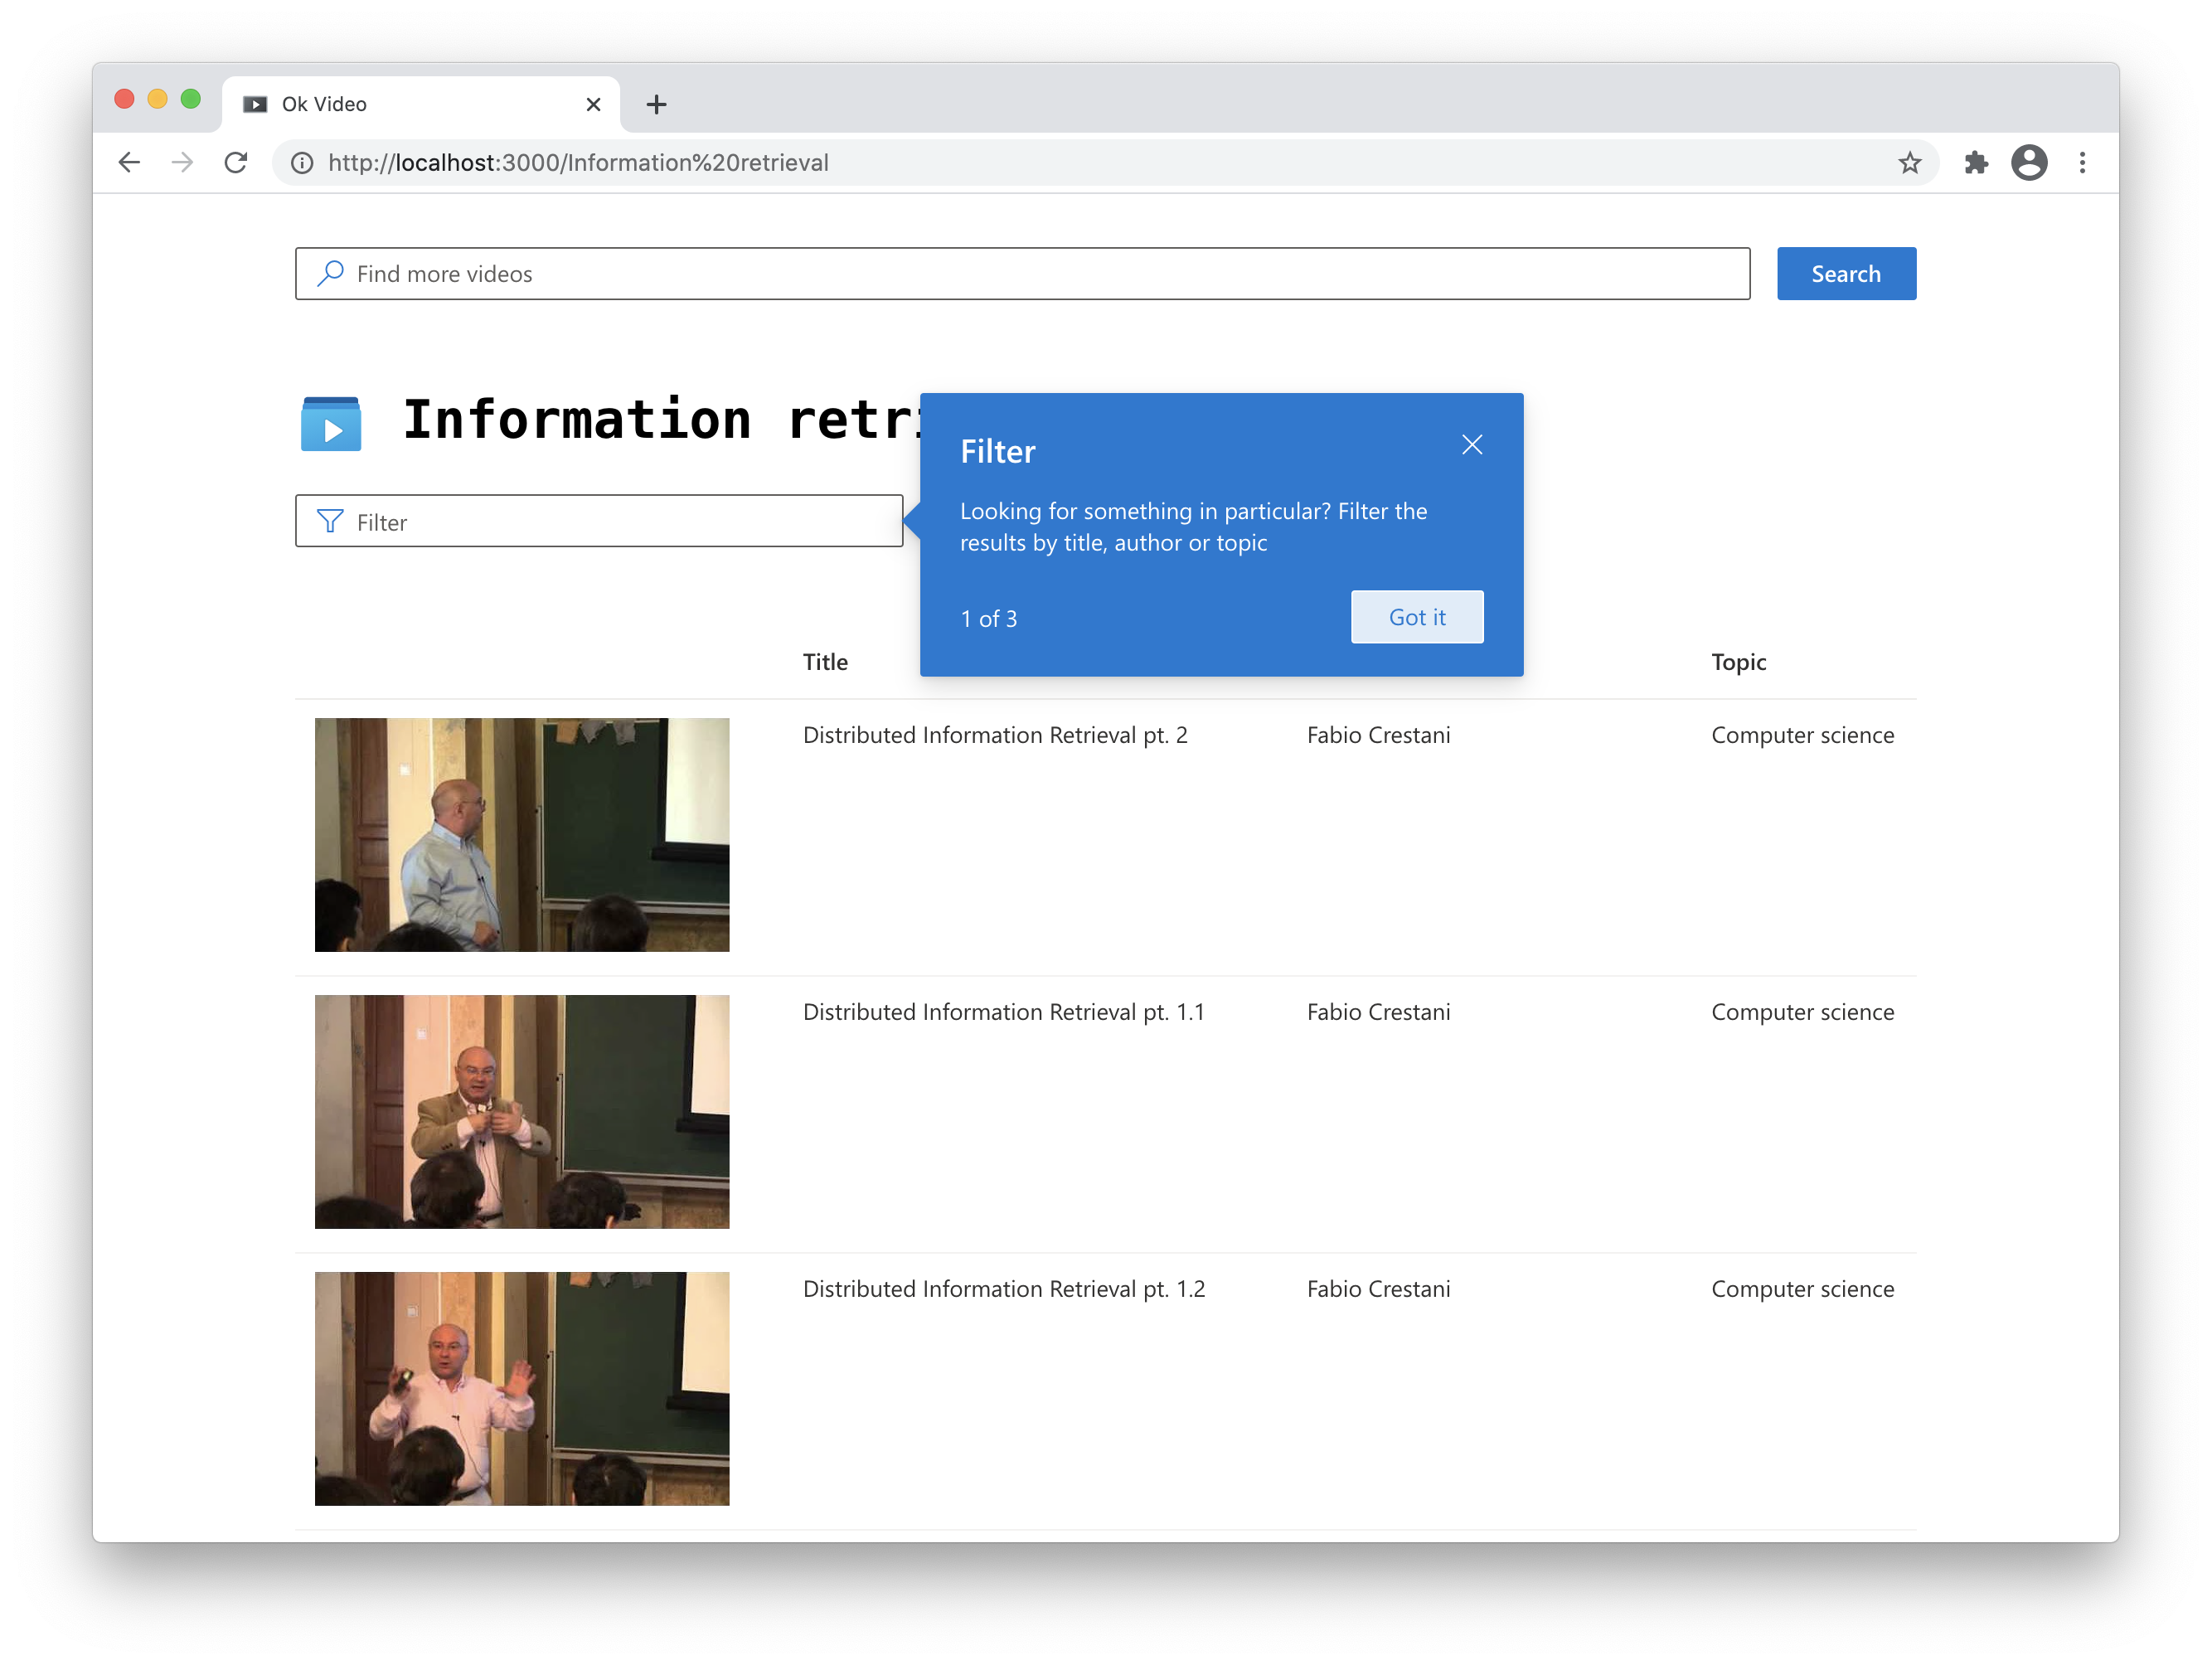 Ok Video
http://localhost:3000/Information%20retrieval
Find more videos
Search
Information retri
Filter
Filter
Looking for something in particular? Filter the
results by title, author or topic
1 of 3
Got it
Title
Topic
Distributed Information Retrieval pt. 2
Fabio Crestani
Computer science
Distributed Information Retrieval pt. 1.1
Fabio Crestani
Computer science
Distributed Information Retrieval pt. 1.2
Fabio Crestani
Computer science